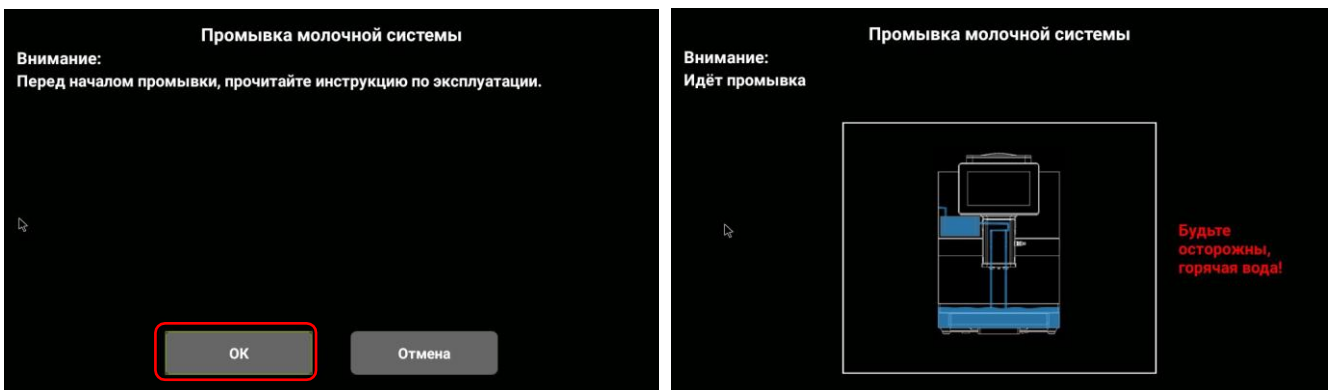 Промывка молочной системы
Внимание:
Перед началом промывки, прочитайте инструкцию по эксплуатации.
ОК
Отмена
Промывка молочной системы
Внимание:
Идёт промывка
Будьте
осторожны,
горячая вода!